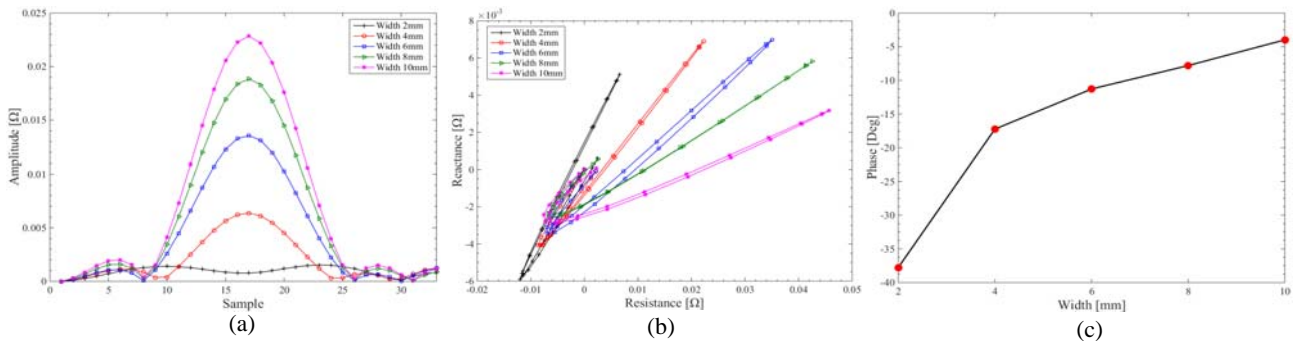 0.025
0.02
0.015
0.01
0.005
0
0
5
10
15
20
25
30
Amplitude [Ω]
Sample
Width 2mm
Width 4mm
Width 6mm
Width 8mm
Width 10mm
(a)
8
×10⁻³
6
4
2
0
-2
-4
-6
-0.02
-0.01
0
0.01
0.02
0.03
0.04
0.05
Reactance [Ω]
Resistance [Ω]
Width 2mm
Width 4mm
Width 6mm
Width 8mm
Width 10mm
(b)
0
-5
-10
-15
-20
-25
-30
-35
-40
2
4
6
8
10
Phase [Deg]
Width [mm]
(c)